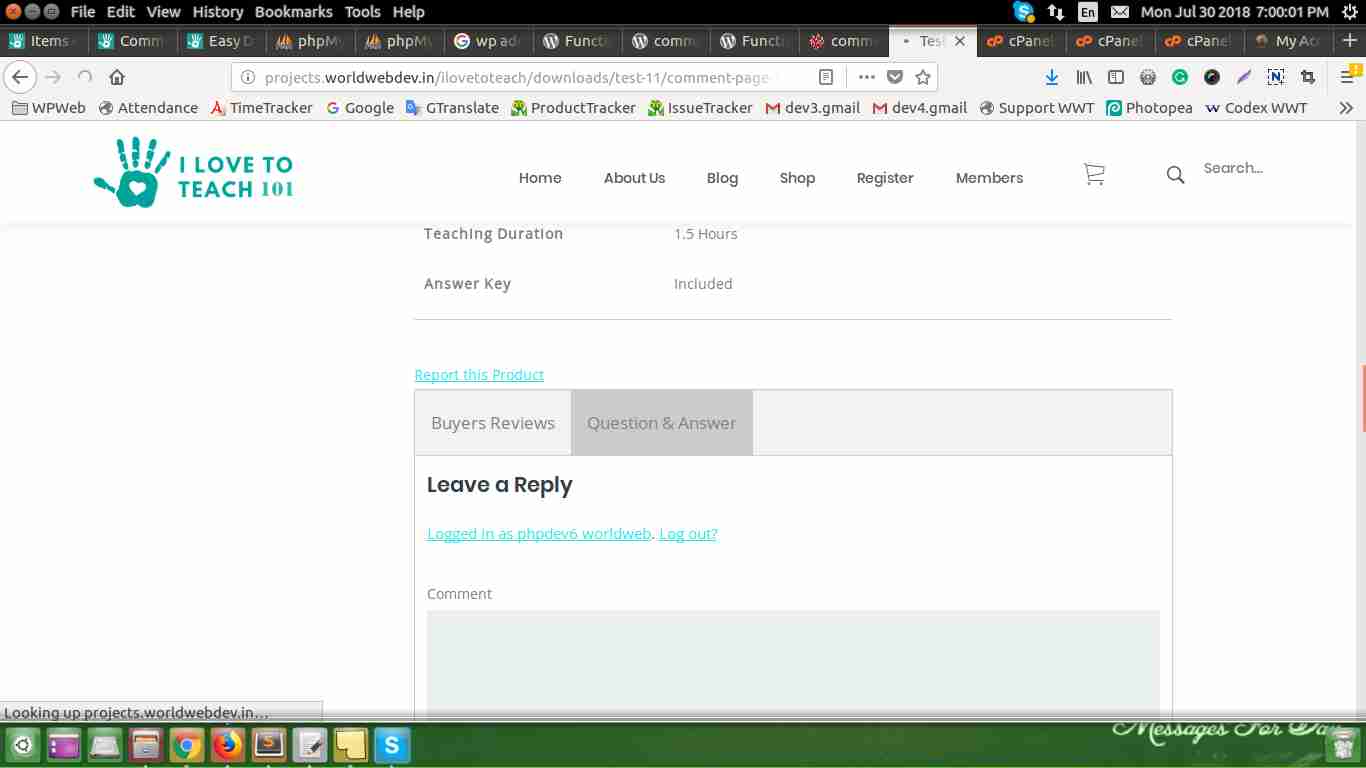 File Edit View History Bookmarks Tools Help
En Mon Jul 30 2018 7:00:01 PM
Items Comm Easy D phpMy phpMy wp ad Functi comm Functi comm Test cPanel cPanel cPanel My Acc
projects.worldwebdev.in/ilovetoteach/downloads/test-11/comment-page-
WPWeb Attendance TimeTracker Google GTranslate ProductTracker IssueTracker dev3.gmail dev4.gmail Support WWT Photopea Codex WWT
I LOVE TO
TEACH 101
Home About Us Blog Shop Register Members Search...
Teaching Duration 1.5 Hours
Answer Key Included
Report this Product
Buyers Reviews Question & Answer
Leave a Reply
Logged in as phpdev6 worldweb. Log out?
Comment
Looking up projects.worldwebdev.in...
Messages For Day